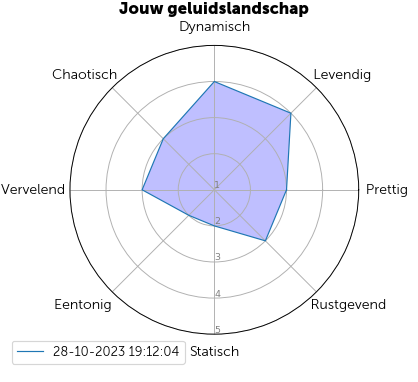 Jouw geluidslandschap
Dynamisch
Chaotisch
Levendig
Vervelend
1
Prettig
2
3
4
Eentonig
Rustgevend
5
28-10-2023 19:12:04
Statisch